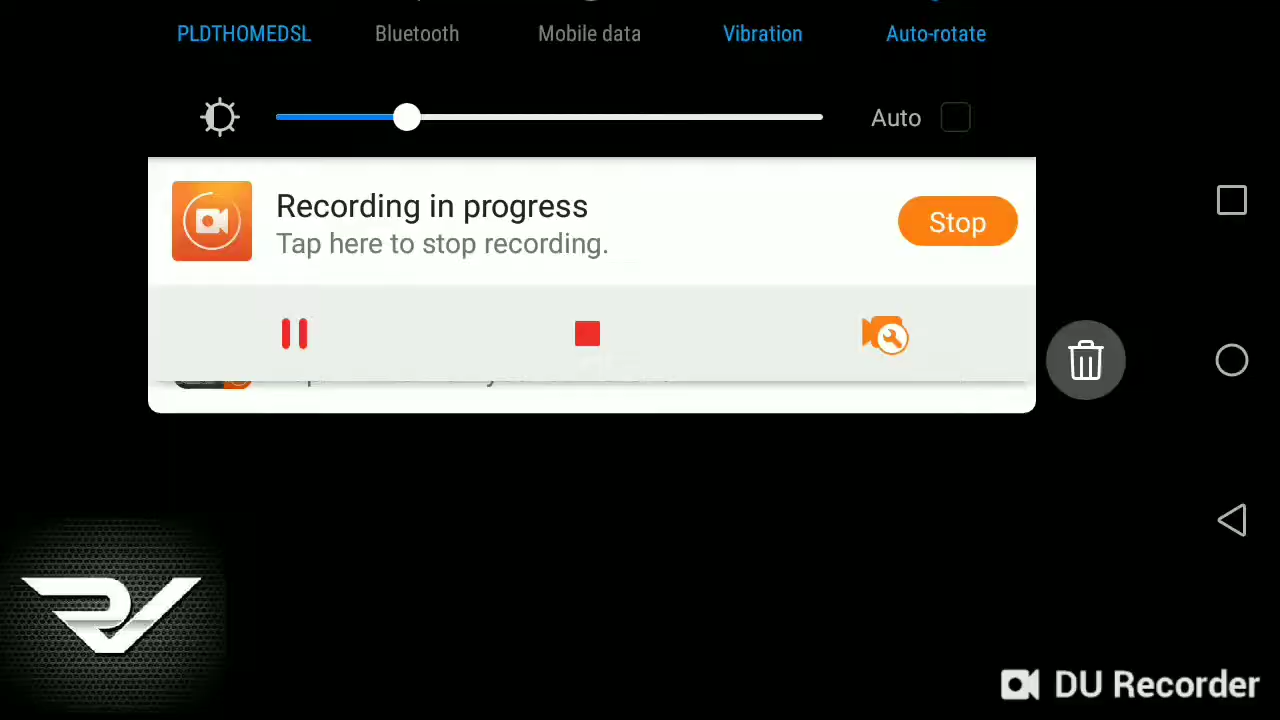 PLDTHOMEDSL Bluetooth Mobile data Vibration Auto-rotate
Auto
Recording in progress
Tap here to stop recording.
Stop
RV
DU Recorder